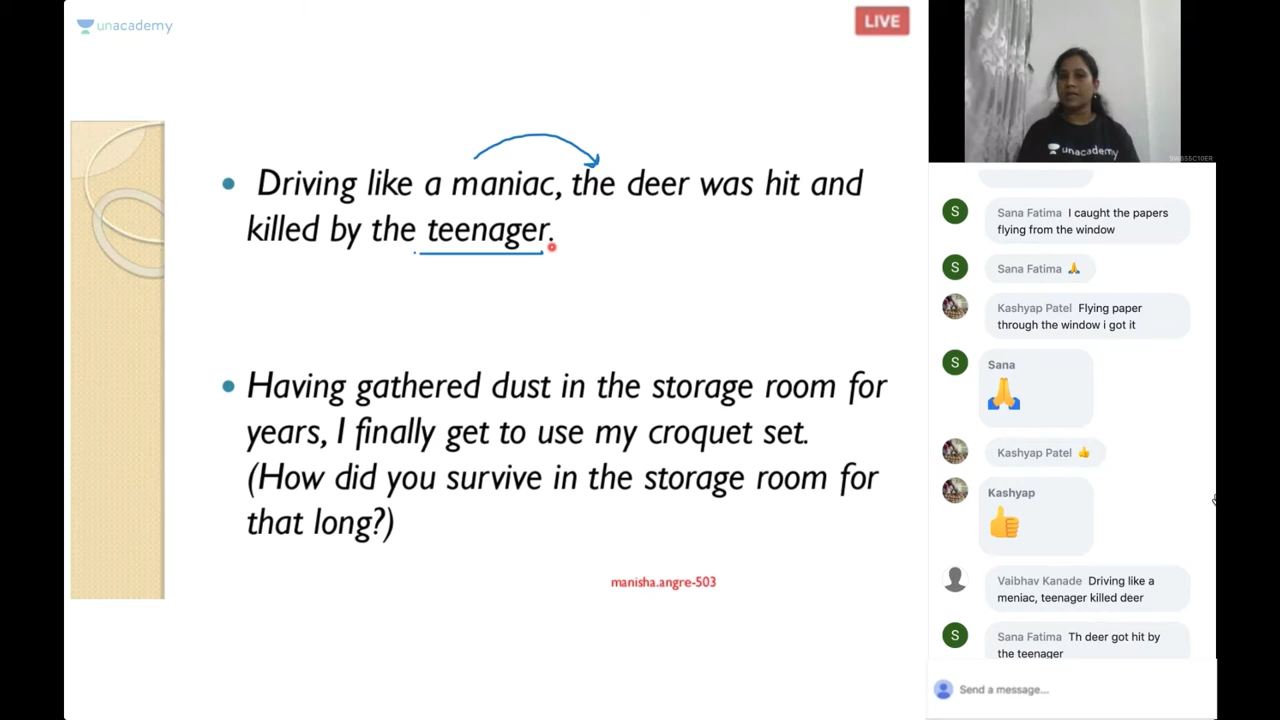 unacademy
LIVE
Driving like a maniac, the deer was hit and
killed by the teenager.
Having gathered dust in the storage room for
years, I finally get to use my croquet set.
(How did you survive in the storage room for
that long?)
manisha.angre-503
unacademy
S Sana Fatima I caught the papers
flying from the window
S Sana Fatima 🙏
Kashyap Patel Flying paper
through the window i got it
S Sana
🙏
Kashyap Patel 👍
Kashyap
👍
Vaibhav Kanade Driving like a
meniac, teenager killed deer
S Sana Fatima Th deer got hit by
the teenager
Send a message...